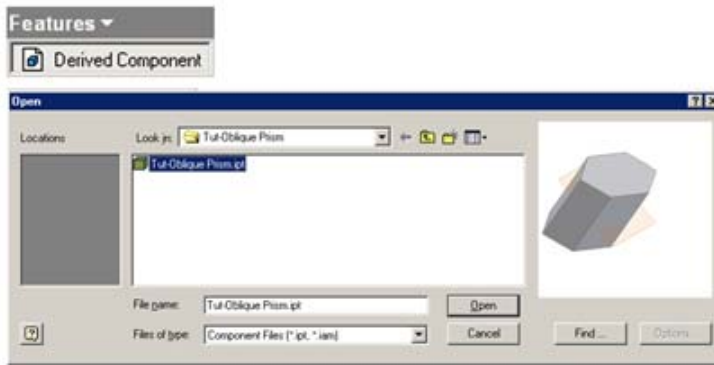 Features
Derived Component
Open
Locations
Look in: Tut-Oblique Prism
Tut-Oblique Prism.ipt
File name: Tut-Oblique Prism.ipt Open
Files of type: Component Files (*.ipt, *.iam) Cancel Find... Options...